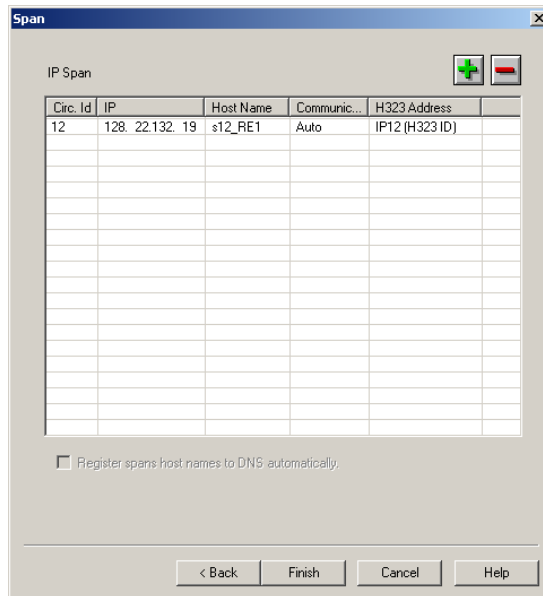 Span
IP Span
Circ. Id IP Host Name Communic... H323 Address
12 128. 22.132. 19 s12_RE1 Auto IP12 (H323 ID)
Register spans host names to DNS automatically.
< Back Finish Cancel Help